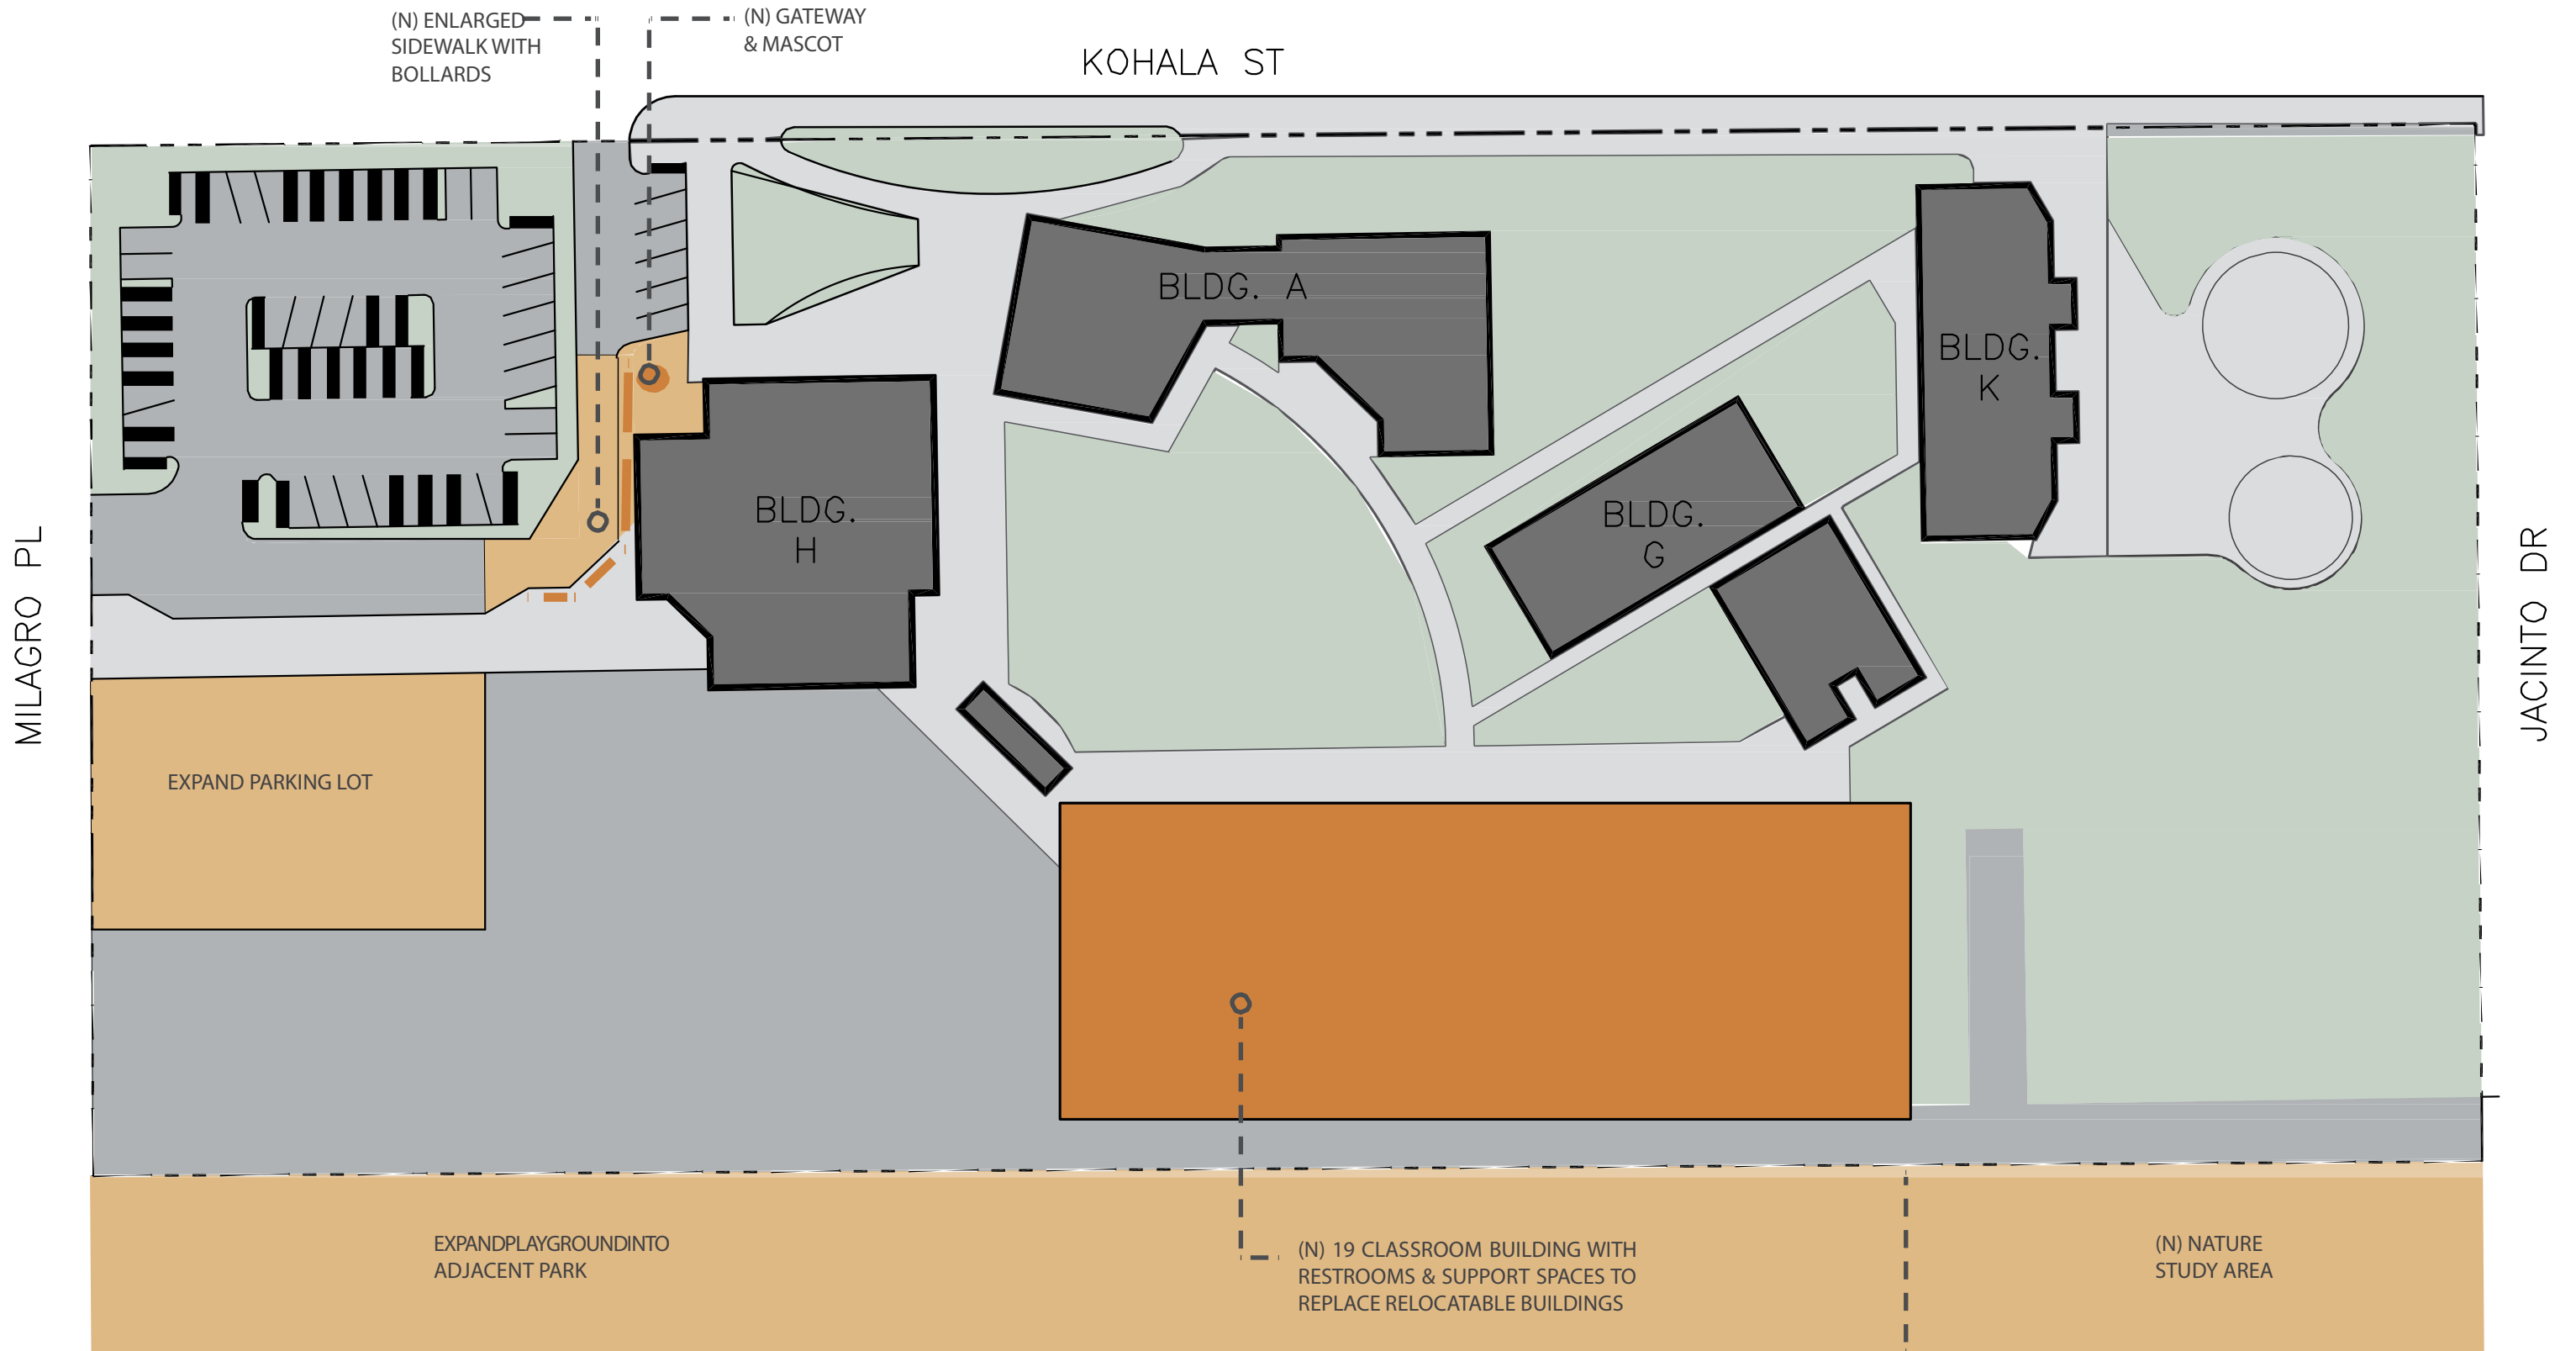 (N) ENLARGED
SIDEWALK WITH
BOLLARDS
(N) GATEWAY
& MASCOT
KOHALA ST
BLDG. A
BLDG.
K
BLDG.
H
BLDG.
G
MILAGRO PL
JACINTO DR
EXPAND PARKING LOT
EXPANDPLAYGROUNDINTO
ADJACENT PARK
(N) 19 CLASSROOM BUILDING WITH
RESTROOMS & SUPPORT SPACES TO
REPLACE RELOCATABLE BUILDINGS
(N) NATURE
STUDY AREA